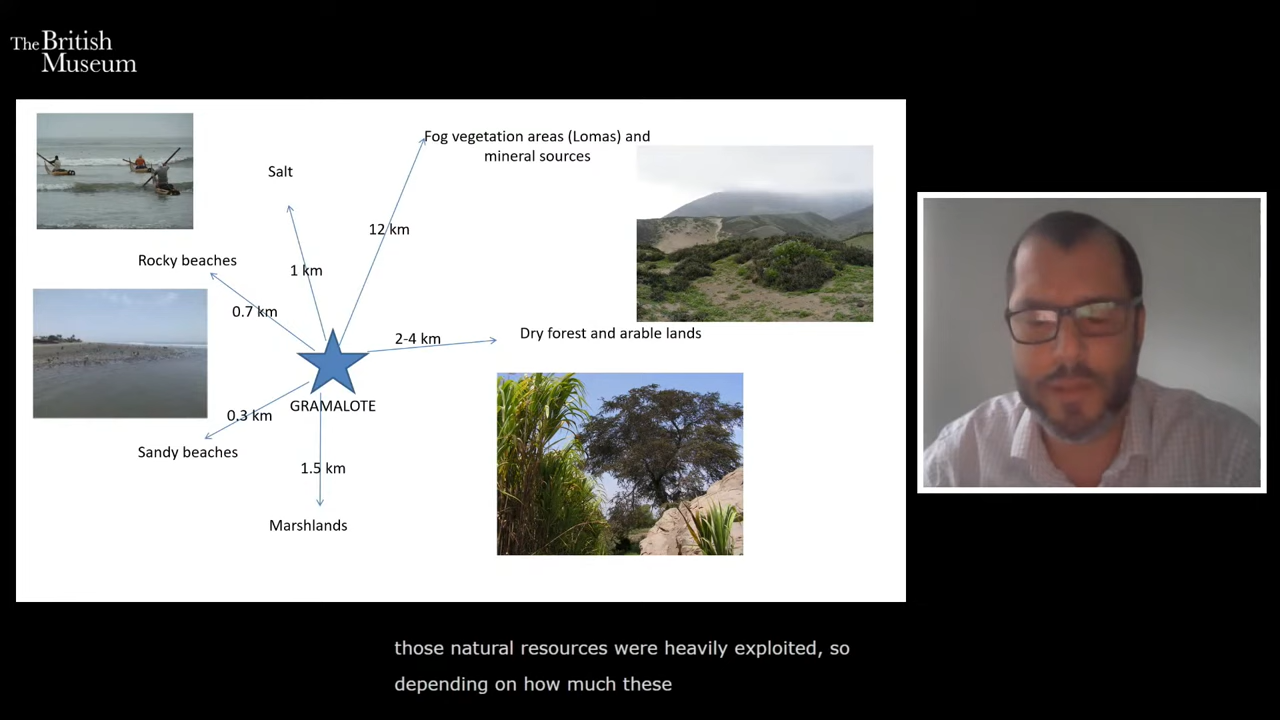 The British
Museum
Fog vegetation areas (Lomas) and
mineral sources
Salt
12 km
Rocky beaches
1 km
0.7 km
2-4 km
Dry forest and arable lands
GRAMALOTE
0.3 km
Sandy beaches
1.5 km
Marshlands
those natural resources were heavily exploited, so
depending on how much these